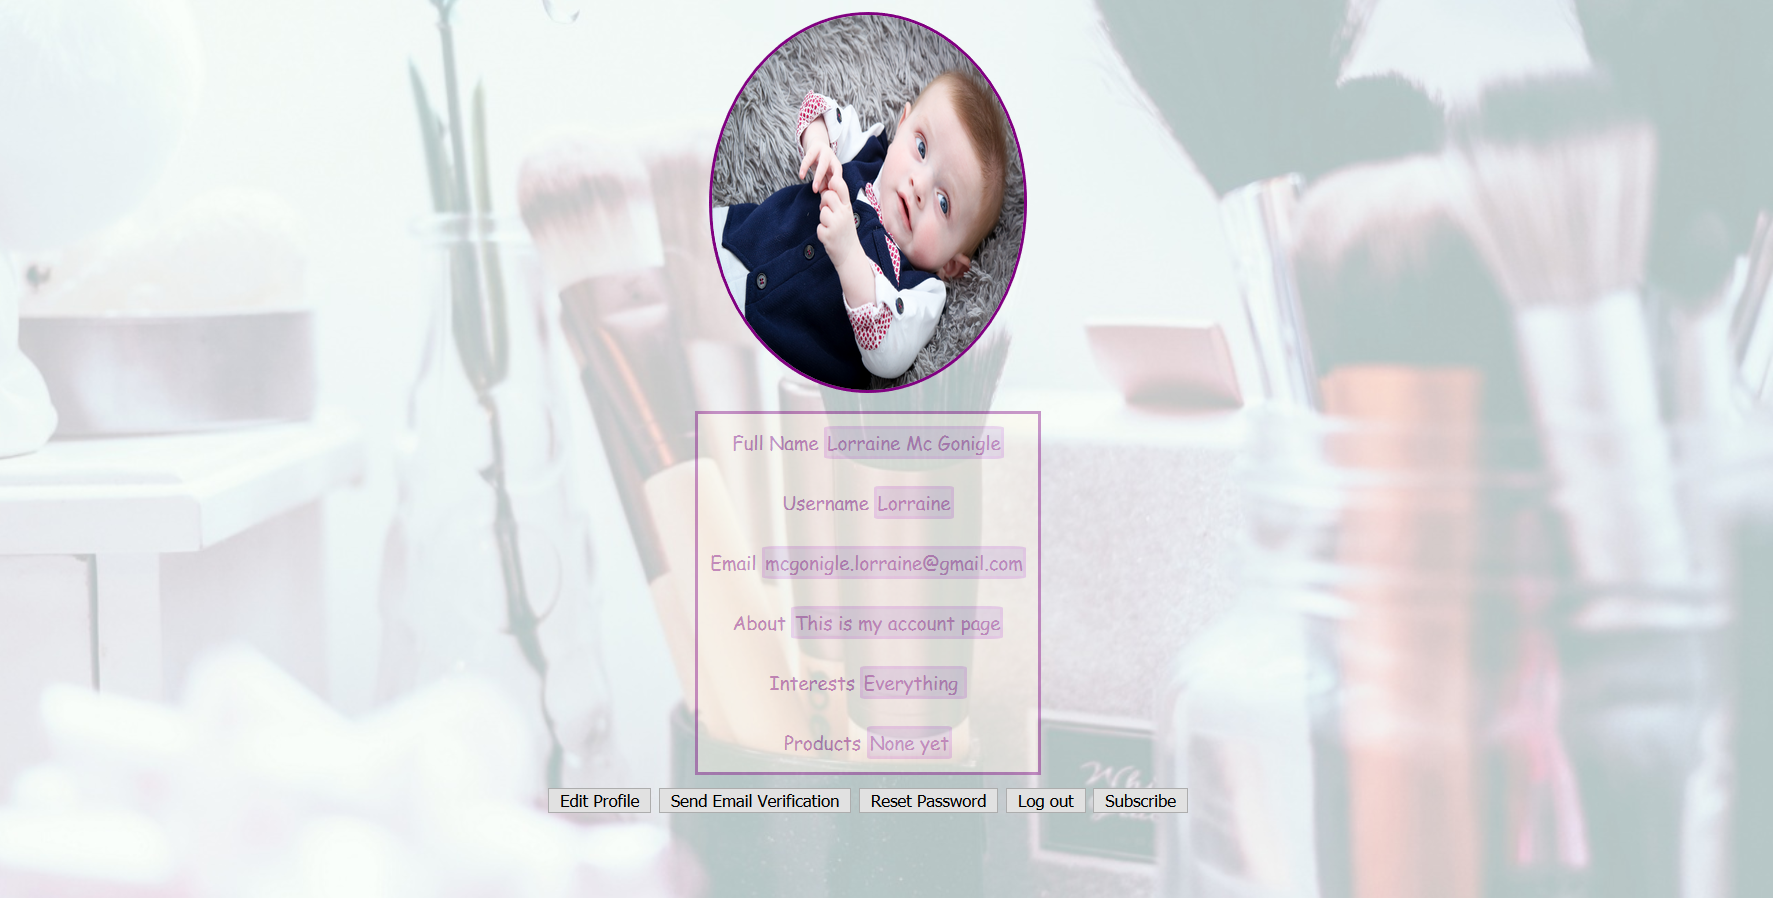 Full Name Lorraine Mc Gonigle
Username Lorraine
Email mcgonigle.lorraine@gmail.com
About This is my account page
Interests Everything
Products None yet
Edit Profile Send Email Verification Reset Password Log out Subscribe